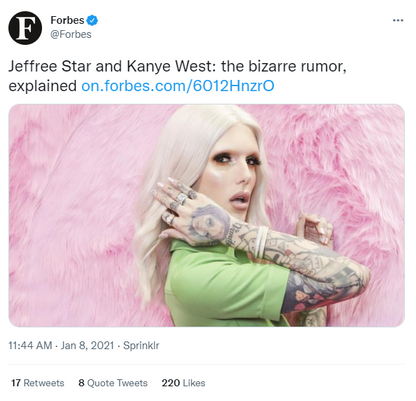 Forbes
@Forbes
Jeffree Star and Kanye West: the bizarre rumor,
explained on.forbes.com/6012HnzrO
11:44 AM · Jan 8, 2021 · Sprinklr
17 Retweets 8 Quote Tweets 220 Likes